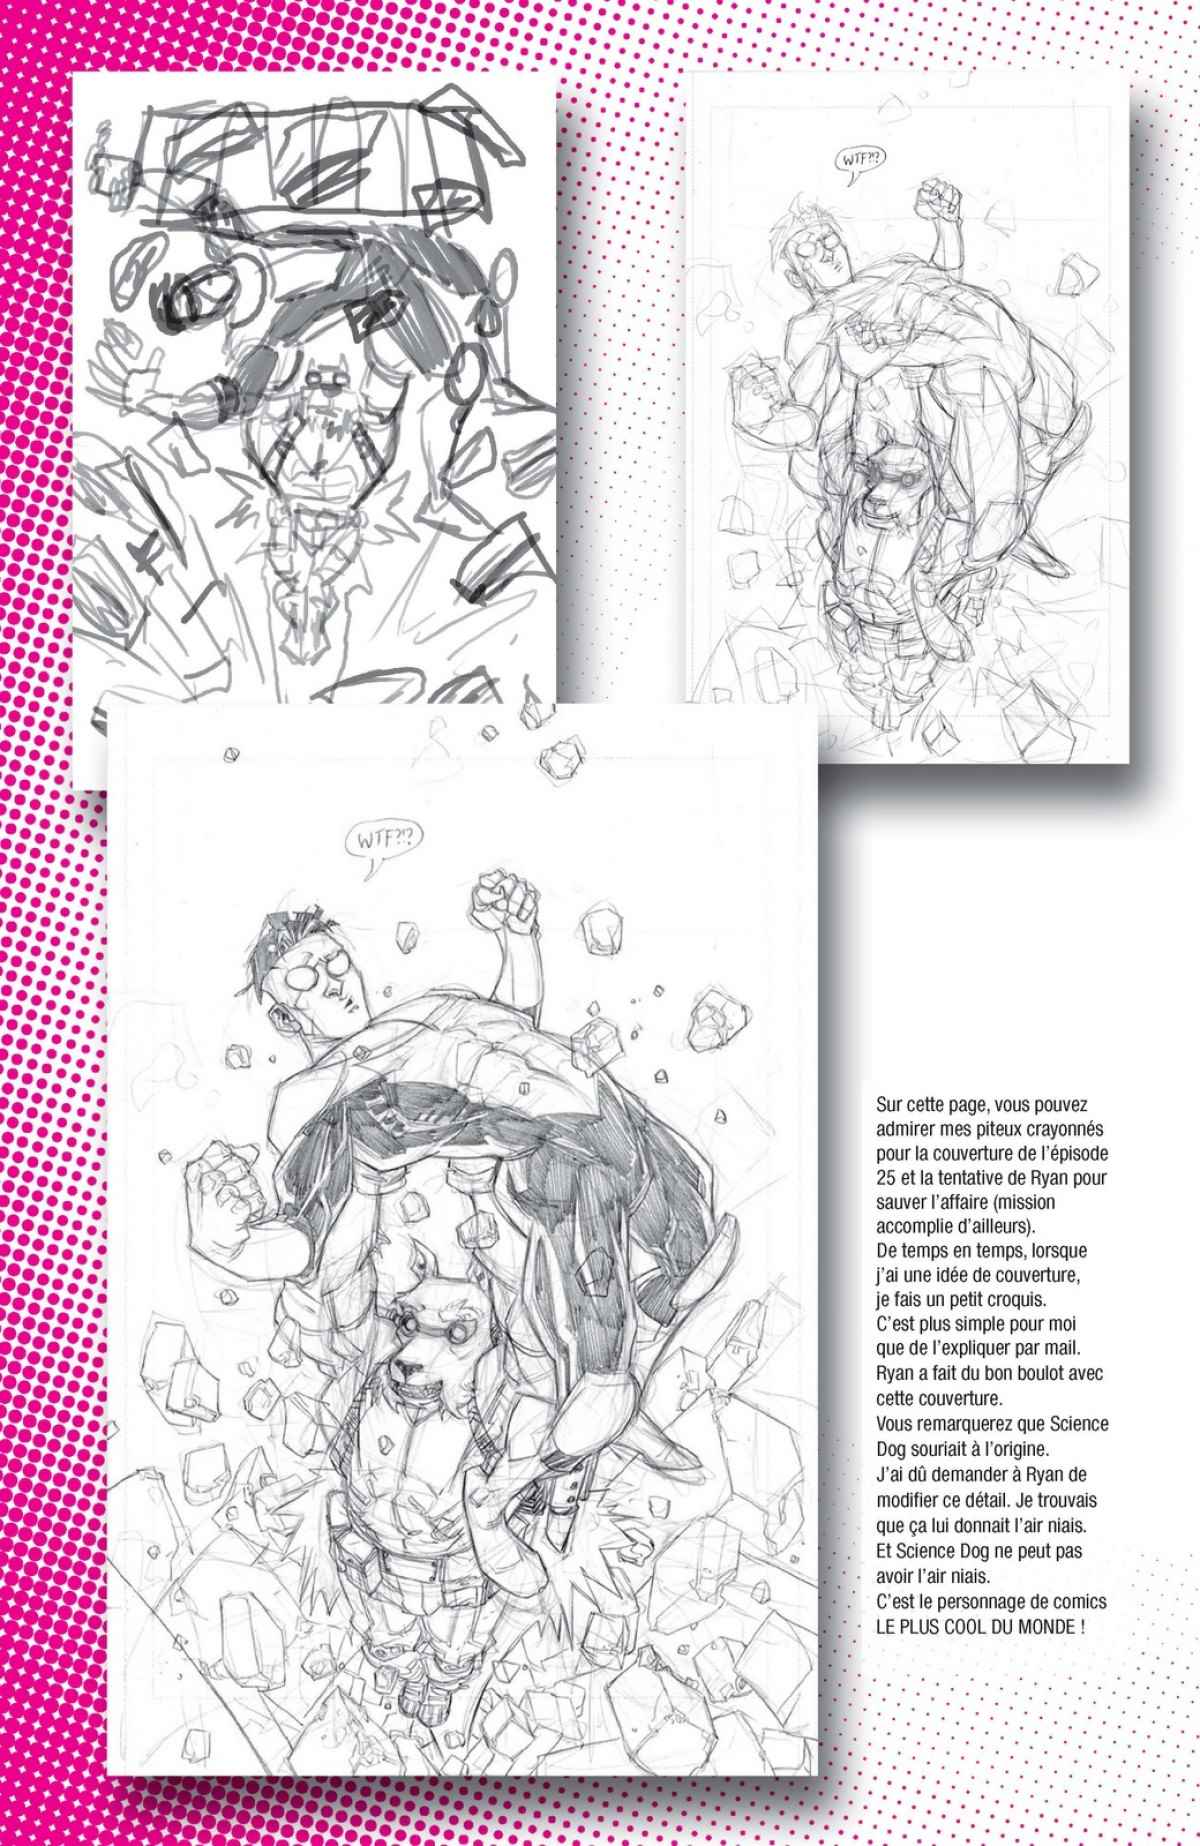 WTF?!?
WTF?!?
Sur cette page, vous pouvez
admirer mes piteux crayonnés
pour la couverture de l'épisode
25 et la tentative de Ryan pour
sauver l'affaire (mission
accomplie d'ailleurs).
De temps en temps, lorsque
j'ai une idée de couverture,
je fais un petit croquis.
C'est plus simple pour moi
que de l'expliquer par mail.
Ryan a fait du bon boulot avec
cette couverture.
Vous remarquerez que Science
Dog souriait à l'origine.
J'ai dû demander à Ryan de
modifier ce détail. Je trouvais
que ça lui donnait l'air niais.
Et Science Dog ne peut pas
avoir l'air niais.
C'est le personnage de comics
LE PLUS COOL DU MONDE !